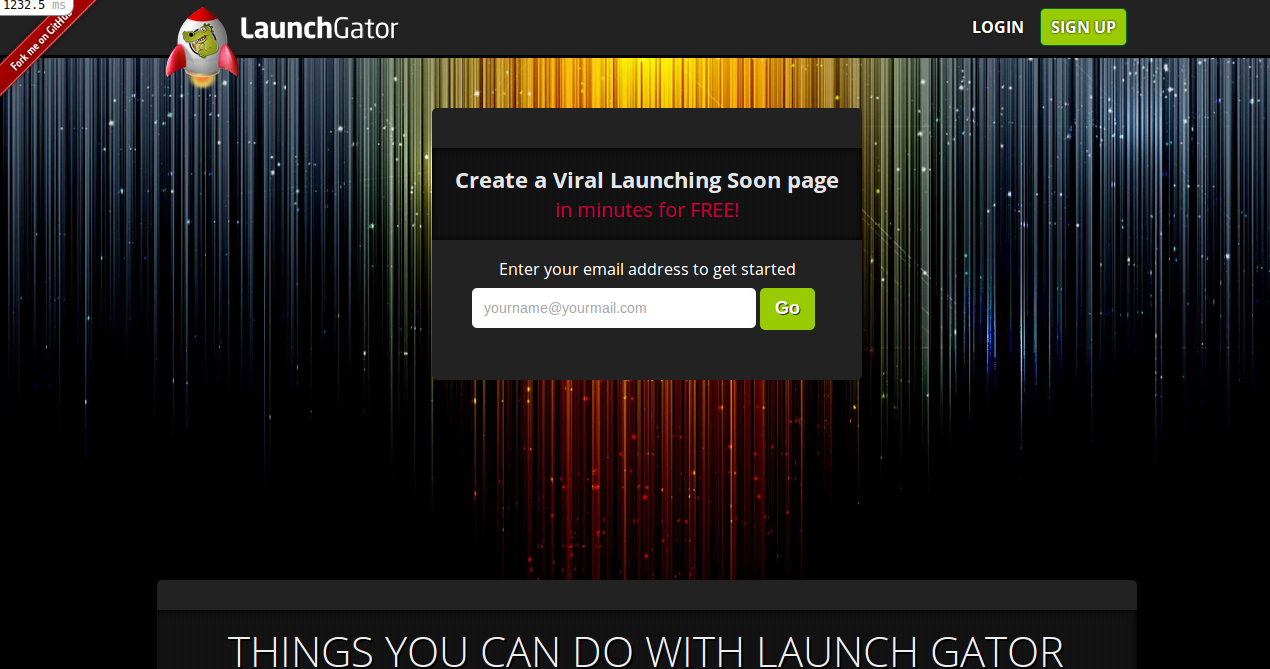 1232.5 ms
Fork me on GitHub
LaunchGator
LOGIN
SIGN UP
Create a Viral Launching Soon page
in minutes for FREE!
Enter your email address to get started
yourname@yourmail.com
Go
THINGS YOU CAN DO WITH LAUNCH GATOR